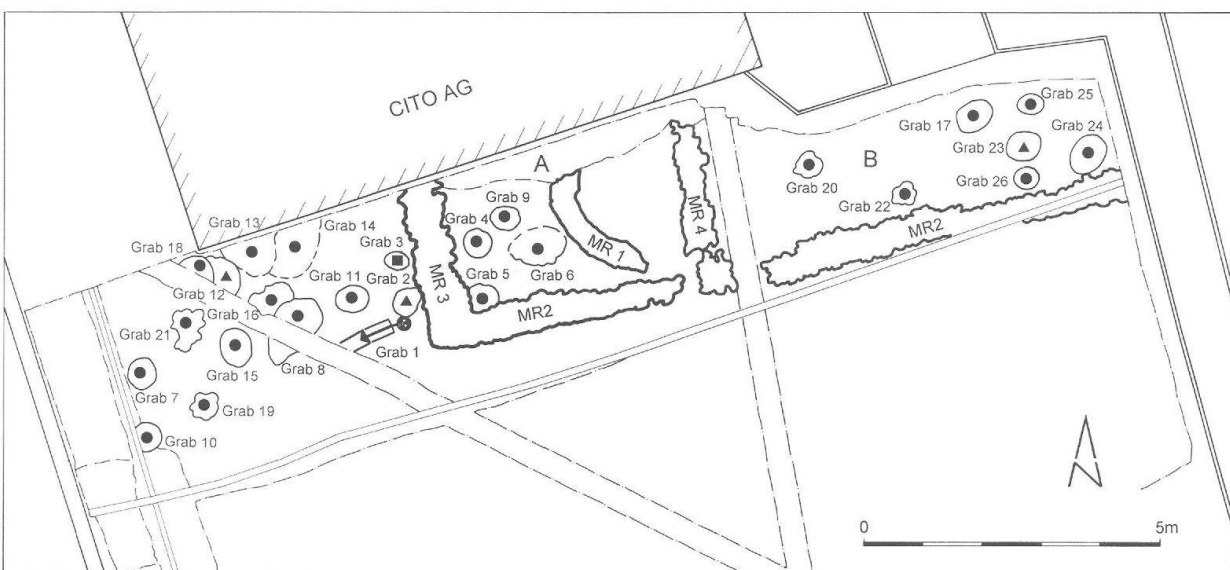 CITO AG
A
B
Grab 25
Grab 17
Grab 24
Grab 23
Grab 20
Grab 26
Grab 22
MR2
MR 4
Grab 9
Grab 4
MR 1
Grab 6
Grab 5
MR2
MR 3
Grab 14
Grab 13
Grab 18
Grab 3
Grab 2
Grab 11
Grab 12
Grab 16
Grab 21
Grab 1
Grab 8
Grab 15
Grab 7
Grab 19
Grab 10
N
0 5m